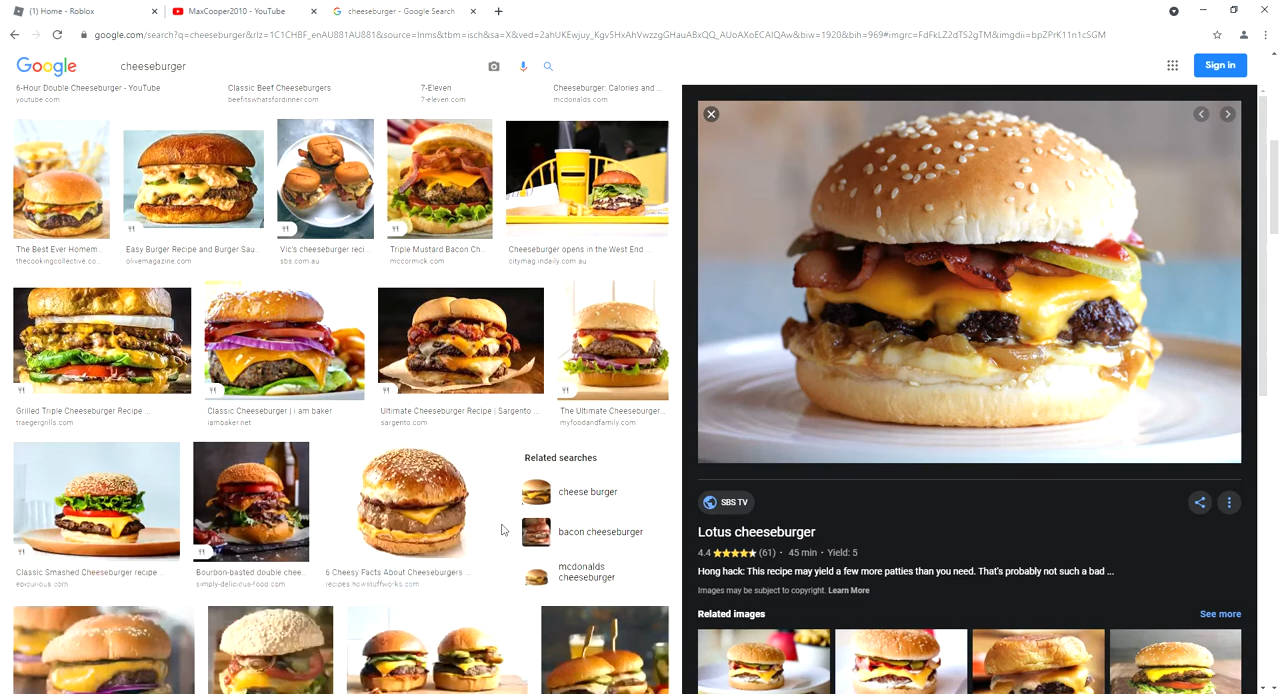 (1) Home - Roblox
MaxCooper2010 - YouTube
cheeseburger - Google Search
google.com/search?q=cheeseburger&rlz=1C1CHBF_enAU881AU881&source=lnms&tbm=isch&sa=X&ved=2ahUKEwjuy_Kgv5HxAhVwzzgGHauABxQQ_AUoAXoECAIQAw&biw=1920&bih=969#imgrc=FdFkLZ2dTS2gTM&imgdii=bpZPrK11n1cSGM
Google
cheeseburger
Sign in
6-Hour Double Cheeseburger - YouTube
youtube.com
Classic Beef Cheeseburgers
beefitswhatsfordinner.com
7-Eleven
7-eleven.com
Cheeseburger: Calories and ...
mcdonalds.com
The Best Ever Homem...
thecookingcollective.co...
Easy Burger Recipe and Burger Sau...
olivemagazine.com
Vic's cheeseburger reci...
sbs.com.au
Triple Mustard Bacon Ch...
mccormick.com
Cheeseburger opens in the West End ...
citymag.indaily.com.au
Grilled Triple Cheeseburger Recipe ...
traegergrills.com
Classic Cheeseburger | i am baker
iambaker.net
Ultimate Cheeseburger Recipe | Sargento ...
sargento.com
The Ultimate Cheeseburger...
myfoodandfamily.com
Classic Smashed Cheeseburger recipe ...
epicurious.com
Bourbon-basted double chee...
simply-delicious-food.com
6 Cheesy Facts About Cheeseburgers ...
recipes.howstuffworks.com
Related searches
cheese burger
bacon cheeseburger
mcdonalds
cheeseburger
SBS TV
Lotus cheeseburger
4.4 ★★★★★ (61) · 45 min · Yield: 5
Hong hack: This recipe may yield a few more patties than you need. That's probably not such a bad ...
Images may be subject to copyright. Learn More
Related images
See more